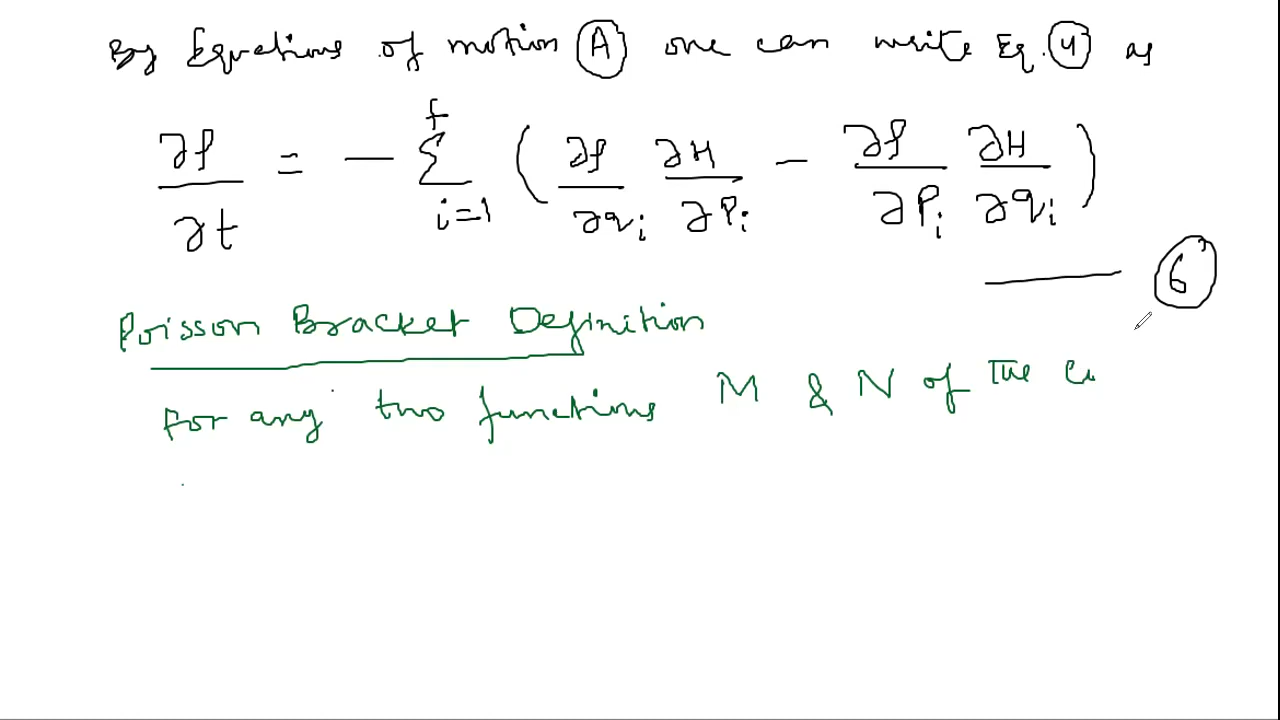 By Equations of motion (A) one can write Eq. (4) as
∂ρ/∂t = − Σ_{i=1}^{f} ( ∂ρ/∂q_i ∂H/∂p_i − ∂ρ/∂p_i ∂H/∂q_i )
(6)
Poisson Bracket Definition
For any two functions M & N of the